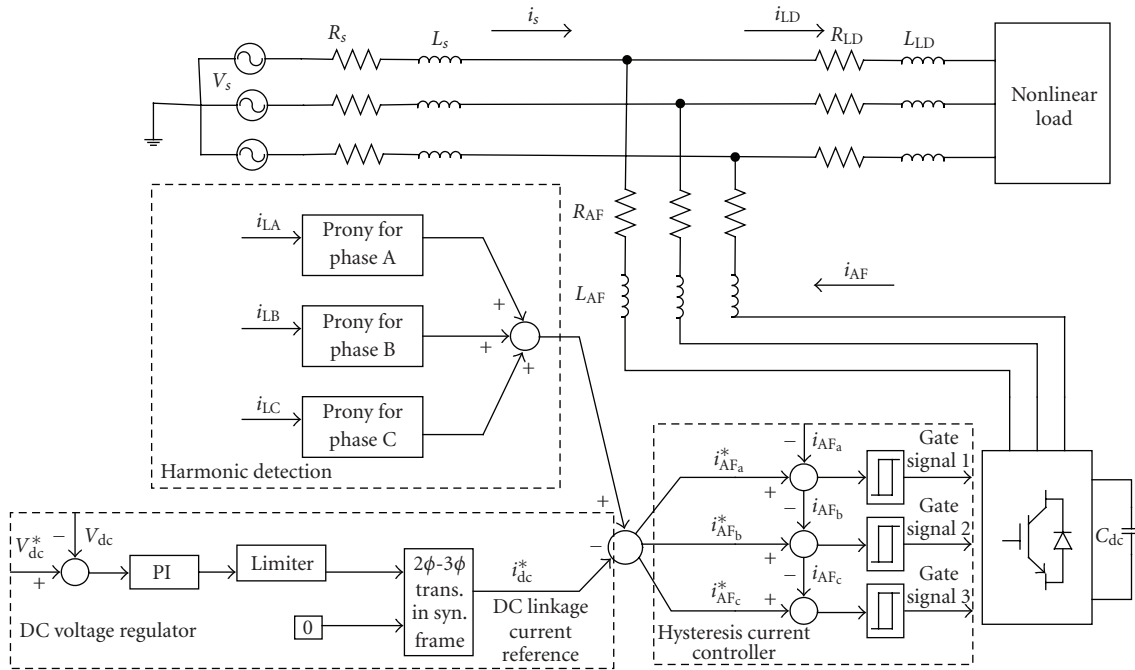 i_s
i_LD
R_s
L_s
R_LD
L_LD
V_s
Nonlinear
load
R_AF
L_AF
i_AF
i_LA
Prony for
phase A
+
i_LB
Prony for
phase B
+
+
i_LC
Prony for
phase C
Harmonic detection
+
−
V*_dc
−
V_dc
+
PI
Limiter
2ϕ-3ϕ
trans.
in syn.
frame
0
i*_dc
DC linkage
current
reference
DC voltage regulator
−
i_AFa
i*_AFa
+
Gate
signal 1
−
i_AFb
i*_AFb
+
Gate
signal 2
−
i_AFc
i*_AFc
+
Gate
signal 3
Hysteresis current
controller
C_dc